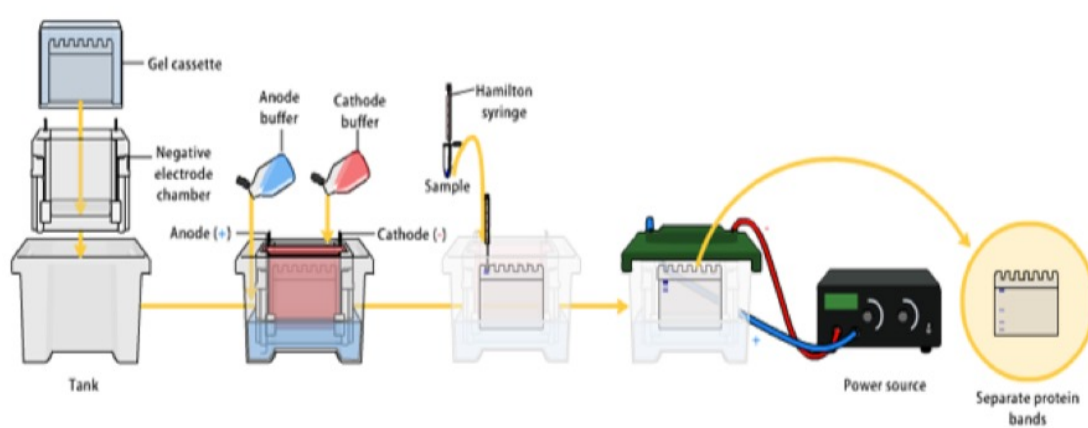 Gel cassette
Negative
electrode
chamber
Tank
Anode
buffer
Cathode
buffer
Anode (+)
Cathode (-)
Hamilton
syringe
Sample
-
+
Power source
Separate protein
bands